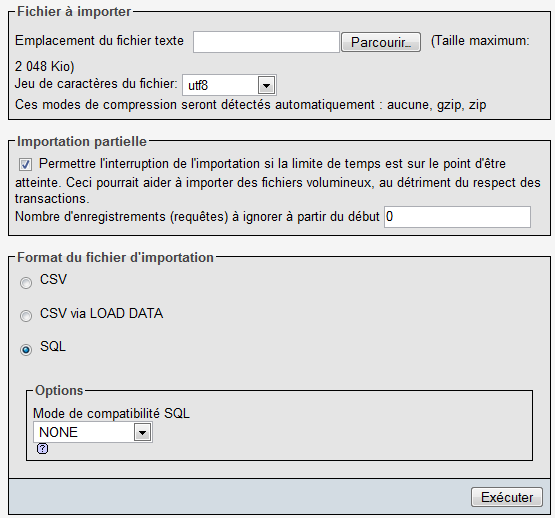 Fichier à importer
Emplacement du fichier texte Parcourir... (Taille maximum:
2 048 Kio)
Jeu de caractères du fichier: utf8
Ces modes de compression seront détectés automatiquement : aucune, gzip, zip
Importation partielle
Permettre l'interruption de l'importation si la limite de temps est sur le point d'être
atteinte. Ceci pourrait aider à importer des fichiers volumineux, au détriment du respect des
transactions.
Nombre d'enregistrements (requêtes) à ignorer à partir du début 0
Format du fichier d'importation
CSV
CSV via LOAD DATA
SQL
Options
Mode de compatibilité SQL
NONE
?
Exécuter